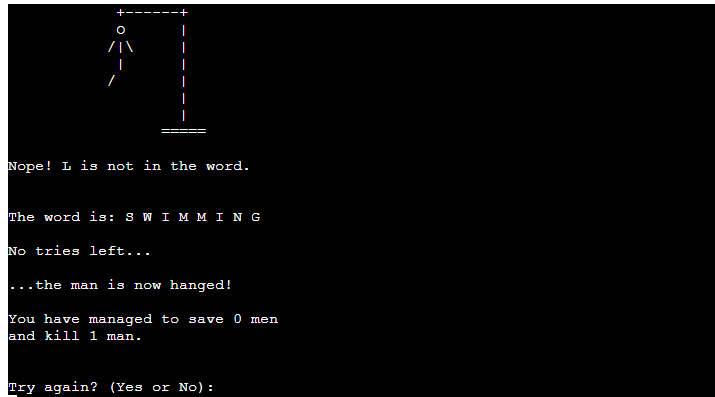 Nope! L is not in the word.
The word is: S W I M M I N G
No tries left...
...the man is now hanged!
You have managed to save 0 men
and kill 1 man.
Try again? (Yes or No):